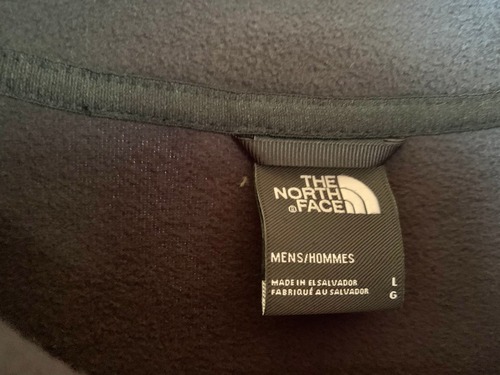 THE
NORTH
®FACE
MENS/HOMMES
MADE IN EL SALVADOR L
FABRIQUÉ AU SALVADOR G